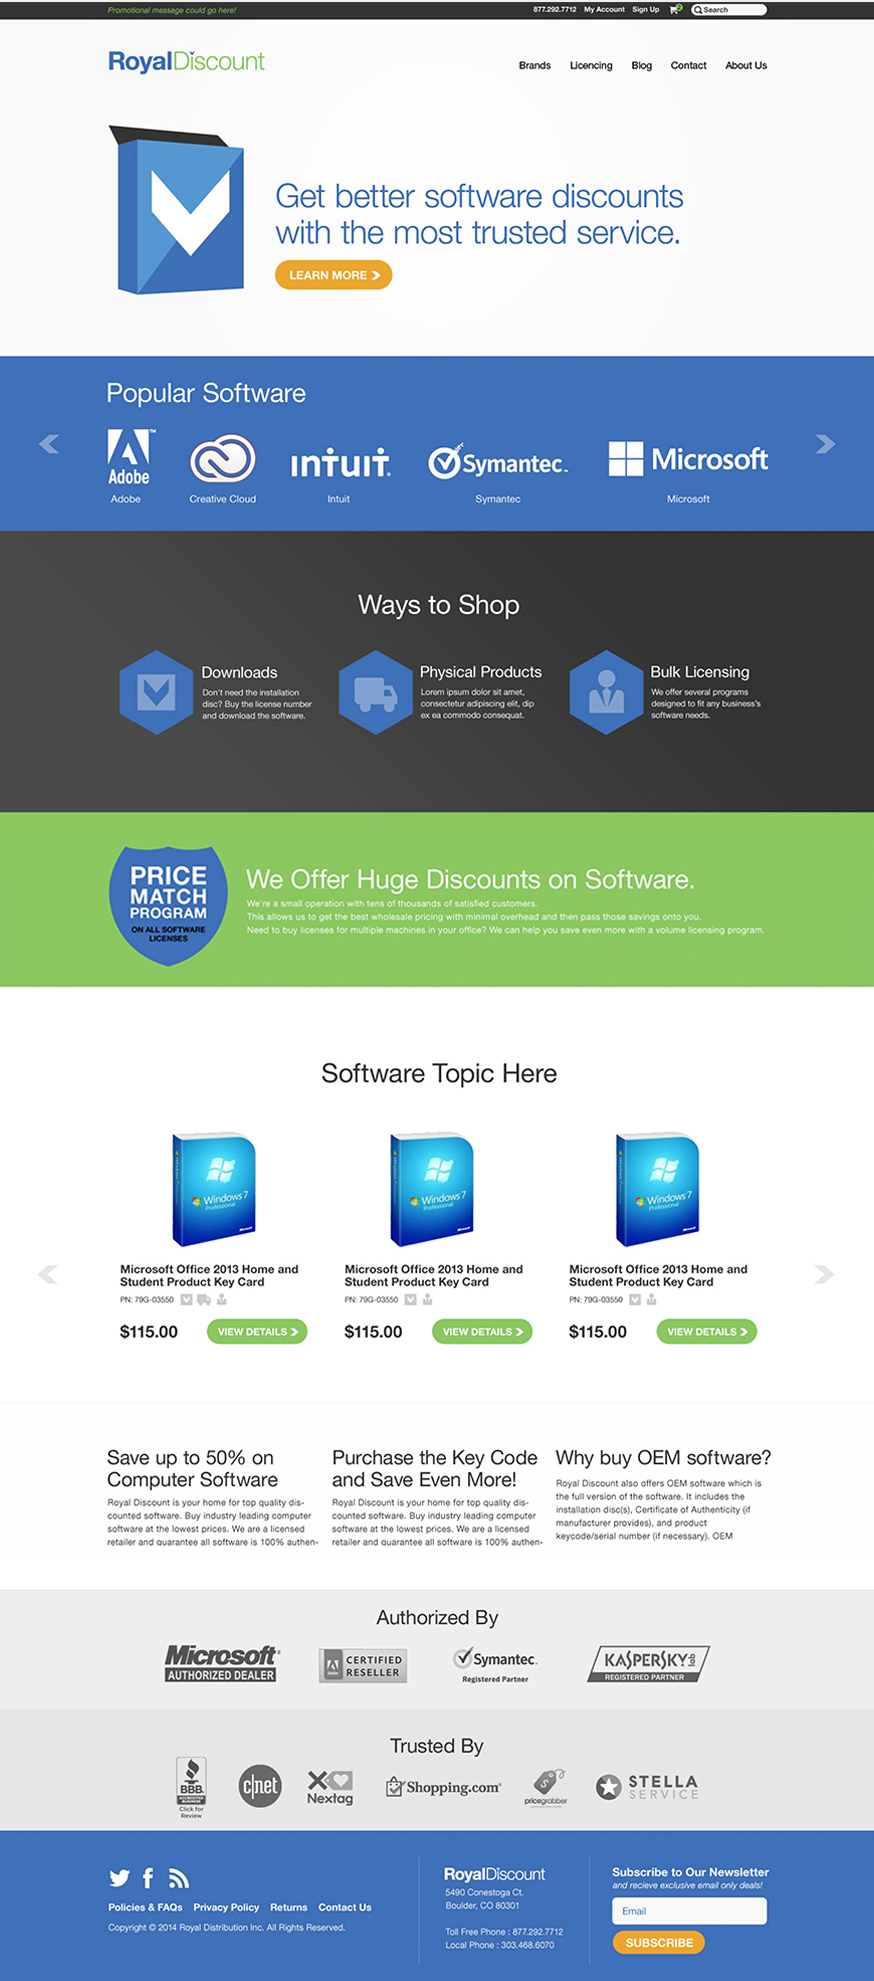 Promotional message could go here!
877.292.7712 My Account Sign Up 2 Search
RoyalDiscount
Brands Licencing Blog Contact About Us
Get better software discounts
with the most trusted service.
LEARN MORE
Popular Software
Adobe™
intuit.
Symantec.
Microsoft
Adobe Creative Cloud Intuit Symantec Microsoft
Ways to Shop
Downloads
Don't need the installation
disc? Buy the license number
and download the software.
Physical Products
Lorem ipsum dolor sit amet,
consectetur adipiscing elit, dip
ex ea commodo consequat.
Bulk Licensing
We offer several programs
designed to fit any business's
software needs.
PRICE
MATCH
PROGRAM
ON ALL SOFTWARE
LICENSES
We Offer Huge Discounts on Software.
We're a small operation with tens of thousands of satisfied customers.
This allows us to get the best wholesale pricing with minimal overhead and then pass those savings onto you.
Need to buy licenses for multiple machines in your office? We can help you save even more with a volume licensing program.
Software Topic Here
Windows 7
Professional
Microsoft Office 2013 Home and
Student Product Key Card
PN: 79G-03550
$115.00 VIEW DETAILS
Windows 7
Professional
Microsoft Office 2013 Home and
Student Product Key Card
PN: 79G-03550
$115.00 VIEW DETAILS
Windows 7
Professional
Microsoft Office 2013 Home and
Student Product Key Card
PN: 79G-03550
$115.00 VIEW DETAILS
Save up to 50% on
Computer Software
Royal Discount is your home for top quality dis-
counted software. Buy industry leading computer
software at the lowest prices. We are a licensed
retailer and guarantee all software is 100% authen-
Purchase the Key Code
and Save Even More!
Royal Discount is your home for top quality dis-
counted software. Buy industry leading computer
software at the lowest prices. We are a licensed
retailer and guarantee all software is 100% authen-
Why buy OEM software?
Royal Discount also offers OEM software which is
the full version of the software. It includes the
installation disc(s), Certificate of Authenticity (if
manufacturer provides), and product
keycode/serial number (if necessary). OEM
Authorized By
Microsoft
AUTHORIZED DEALER
Adobe
CERTIFIED
RESELLER
Symantec.
Registered Partner
KASPERSKY lab
REGISTERED PARTNER
Trusted By
BBB.
ACCREDITED
BUSINESS
Click for
Review
c|net
Nextag
Shopping.com
pricegrabber
STELLA
SERVICE
Policies & FAQs Privacy Policy Returns Contact Us
Copyright © 2014 Royal Distribution Inc. All Rights Reserved.
RoyalDiscount
5490 Conestoga Ct.
Boulder, CO 80301
Toll Free Phone : 877.292.7712
Local Phone : 303.468.6070
Subscribe to Our Newsletter
and recieve exclusive email only deals!
Email
SUBSCRIBE